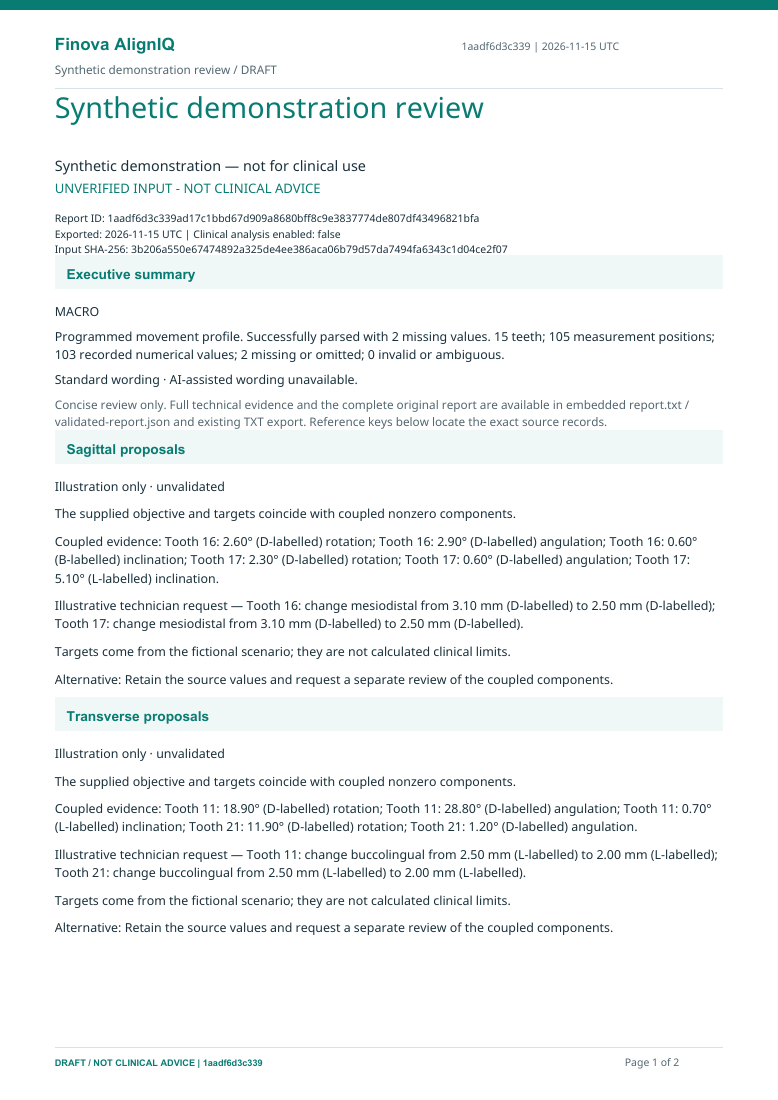 Finova AlignIQ
1aadf6d3c339 | 2026-11-15 UTC
Synthetic demonstration review / DRAFT
Synthetic demonstration review
Synthetic demonstration — not for clinical use
UNVERIFIED INPUT - NOT CLINICAL ADVICE
Report ID: 1aadf6d3c339ad17c1bbd67d909a8680bff8c9e3837774de807df43496821bfa
Exported: 2026-11-15 UTC | Clinical analysis enabled: false
Input SHA-256: 3b206a550e67474892a325de4ee386aca06b79d57da7494fa6343c1d04ce2f07
Executive summary
MACRO
Programmed movement profile. Successfully parsed with 2 missing values. 15 teeth; 105 measurement positions;
103 recorded numerical values; 2 missing or omitted; 0 invalid or ambiguous.
Standard wording · AI-assisted wording unavailable.
Concise review only. Full technical evidence and the complete original report are available in embedded report.txt /
validated-report.json and existing TXT export. Reference keys below locate the exact source records.
Sagittal proposals
Illustration only · unvalidated
The supplied objective and targets coincide with coupled nonzero components.
Coupled evidence: Tooth 16: 2.60° (D-labelled) rotation; Tooth 16: 2.90° (D-labelled) angulation; Tooth 16: 0.60°
(B-labelled) inclination; Tooth 17: 2.30° (D-labelled) rotation; Tooth 17: 0.60° (D-labelled) angulation; Tooth 17:
5.10° (L-labelled) inclination.
Illustrative technician request — Tooth 16: change mesiodistal from 3.10 mm (D-labelled) to 2.50 mm (D-labelled);
Tooth 17: change mesiodistal from 3.10 mm (D-labelled) to 2.50 mm (D-labelled).
Targets come from the fictional scenario; they are not calculated clinical limits.
Alternative: Retain the source values and request a separate review of the coupled components.
Transverse proposals
Illustration only · unvalidated
The supplied objective and targets coincide with coupled nonzero components.
Coupled evidence: Tooth 11: 18.90° (D-labelled) rotation; Tooth 11: 28.80° (D-labelled) angulation; Tooth 11: 0.70°
(L-labelled) inclination; Tooth 21: 11.90° (D-labelled) rotation; Tooth 21: 1.20° (D-labelled) angulation.
Illustrative technician request — Tooth 11: change buccolingual from 2.50 mm (L-labelled) to 2.00 mm (L-labelled);
Tooth 21: change buccolingual from 2.50 mm (L-labelled) to 2.00 mm (L-labelled).
Targets come from the fictional scenario; they are not calculated clinical limits.
Alternative: Retain the source values and request a separate review of the coupled components.
DRAFT / NOT CLINICAL ADVICE | 1aadf6d3c339
Page 1 of 2